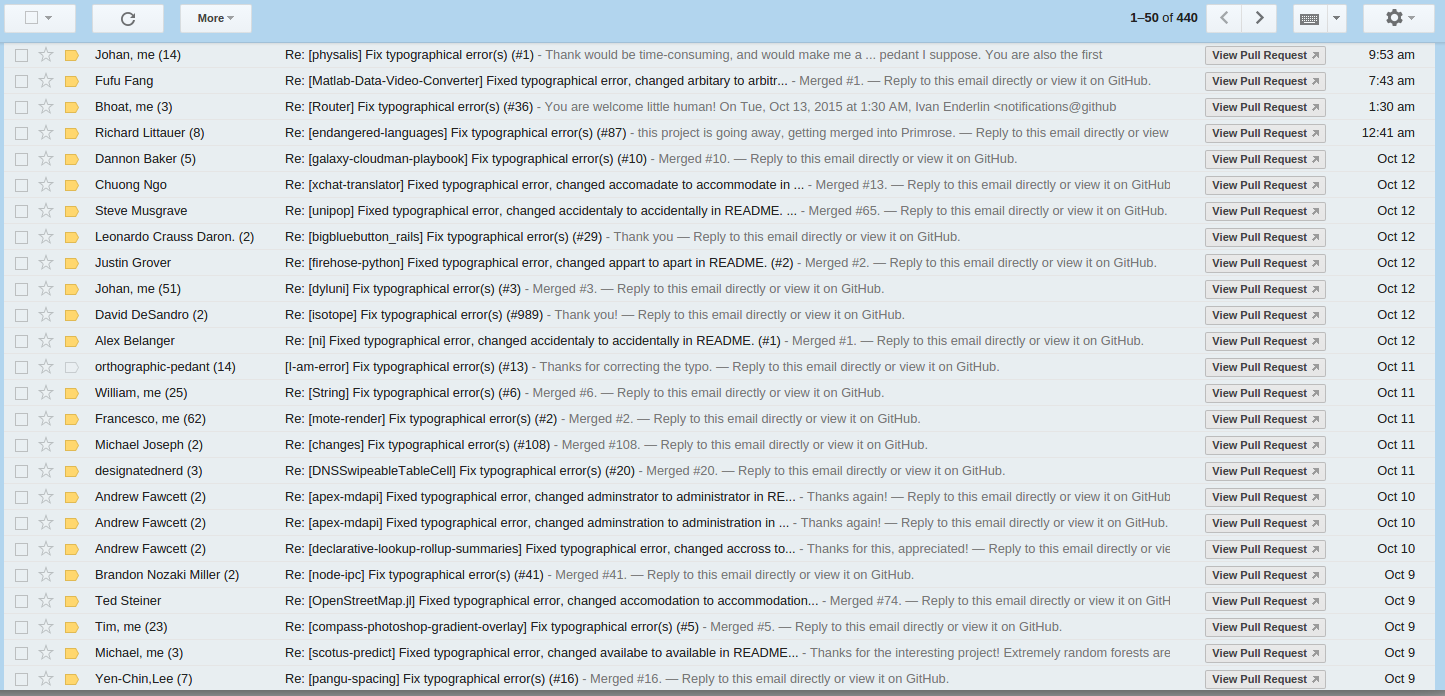 More 1–50 of 440
Johan, me (14) Re: [physalis] Fix typographical error(s) (#1) - Thank would be time-consuming, and would make me a ... pedant I suppose. You are also the first View Pull Request 9:53 am
Fufu Fang Re: [Matlab-Data-Video-Converter] Fixed typographical error, changed arbitary to arbitr... - Merged #1. — Reply to this email directly or view it on GitHub. View Pull Request 7:43 am
Bhoat, me (3) Re: [Router] Fix typographical error(s) (#36) - You are welcome little human! On Tue, Oct 13, 2015 at 1:30 AM, Ivan Enderlin <notifications@github View Pull Request 1:30 am
Richard Littauer (8) Re: [endangered-languages] Fix typographical error(s) (#87) - this project is going away, getting merged into Primrose. — Reply to this email directly or view View Pull Request 12:41 am
Dannon Baker (5) Re: [galaxy-cloudman-playbook] Fix typographical error(s) (#10) - Merged #10. — Reply to this email directly or view it on GitHub. View Pull Request Oct 12
Chuong Ngo Re: [xchat-translator] Fixed typographical error, changed accomadate to accommodate in ... - Merged #13. — Reply to this email directly or view it on GitHub View Pull Request Oct 12
Steve Musgrave Re: [unipop] Fixed typographical error, changed accidentaly to accidentally in README. ... - Merged #65. — Reply to this email directly or view it on GitHub. View Pull Request Oct 12
Leonardo Crauss Daron. (2) Re: [bigbluebutton_rails] Fix typographical error(s) (#29) - Thank you — Reply to this email directly or view it on GitHub. View Pull Request Oct 12
Justin Grover Re: [firehose-python] Fixed typographical error, changed appart to apart in README. (#2) - Merged #2. — Reply to this email directly or view it on GitHub. View Pull Request Oct 12
Johan, me (51) Re: [dyluni] Fix typographical error(s) (#3) - Merged #3. — Reply to this email directly or view it on GitHub. View Pull Request Oct 12
David DeSandro (2) Re: [isotope] Fix typographical error(s) (#989) - Thank you! — Reply to this email directly or view it on GitHub. View Pull Request Oct 12
Alex Belanger Re: [ni] Fixed typographical error, changed accidentaly to accidentally in README. (#1) - Merged #1. — Reply to this email directly or view it on GitHub. View Pull Request Oct 12
orthographic-pedant (14) [I-am-error] Fix typographical error(s) (#13) - Thanks for correcting the typo. — Reply to this email directly or view it on GitHub. View Pull Request Oct 11
William, me (25) Re: [String] Fix typographical error(s) (#6) - Merged #6. — Reply to this email directly or view it on GitHub. View Pull Request Oct 11
Francesco, me (62) Re: [mote-render] Fix typographical error(s) (#2) - Merged #2. — Reply to this email directly or view it on GitHub. View Pull Request Oct 11
Michael Joseph (2) Re: [changes] Fix typographical error(s) (#108) - Merged #108. — Reply to this email directly or view it on GitHub. View Pull Request Oct 11
designatednerd (3) Re: [DNSSwipeableTableCell] Fix typographical error(s) (#20) - Merged #20. — Reply to this email directly or view it on GitHub. View Pull Request Oct 11
Andrew Fawcett (2) Re: [apex-mdapi] Fixed typographical error, changed adminstrator to administrator in RE... - Thanks again! — Reply to this email directly or view it on GitHub View Pull Request Oct 10
Andrew Fawcett (2) Re: [apex-mdapi] Fixed typographical error, changed adminstration to administration in ... - Thanks again! — Reply to this email directly or view it on GitHub. View Pull Request Oct 10
Andrew Fawcett (2) Re: [declarative-lookup-rollup-summaries] Fixed typographical error, changed accross to... - Thanks for this, appreciated! — Reply to this email directly or vie View Pull Request Oct 10
Brandon Nozaki Miller (2) Re: [node-ipc] Fix typographical error(s) (#41) - Merged #41. — Reply to this email directly or view it on GitHub. View Pull Request Oct 9
Ted Steiner Re: [OpenStreetMap.jl] Fixed typographical error, changed accomodation to accommodation... - Merged #74. — Reply to this email directly or view it on GitH View Pull Request Oct 9
Tim, me (23) Re: [compass-photoshop-gradient-overlay] Fix typographical error(s) (#5) - Merged #5. — Reply to this email directly or view it on GitHub. View Pull Request Oct 9
Michael, me (3) Re: [scotus-predict] Fixed typographical error, changed availabe to available in README... - Thanks for the interesting project! Extremely random forests are View Pull Request Oct 9
Yen-Chin,Lee (7) Re: [pangu-spacing] Fix typographical error(s) (#16) - Merged #16. — Reply to this email directly or view it on GitHub. View Pull Request Oct 9